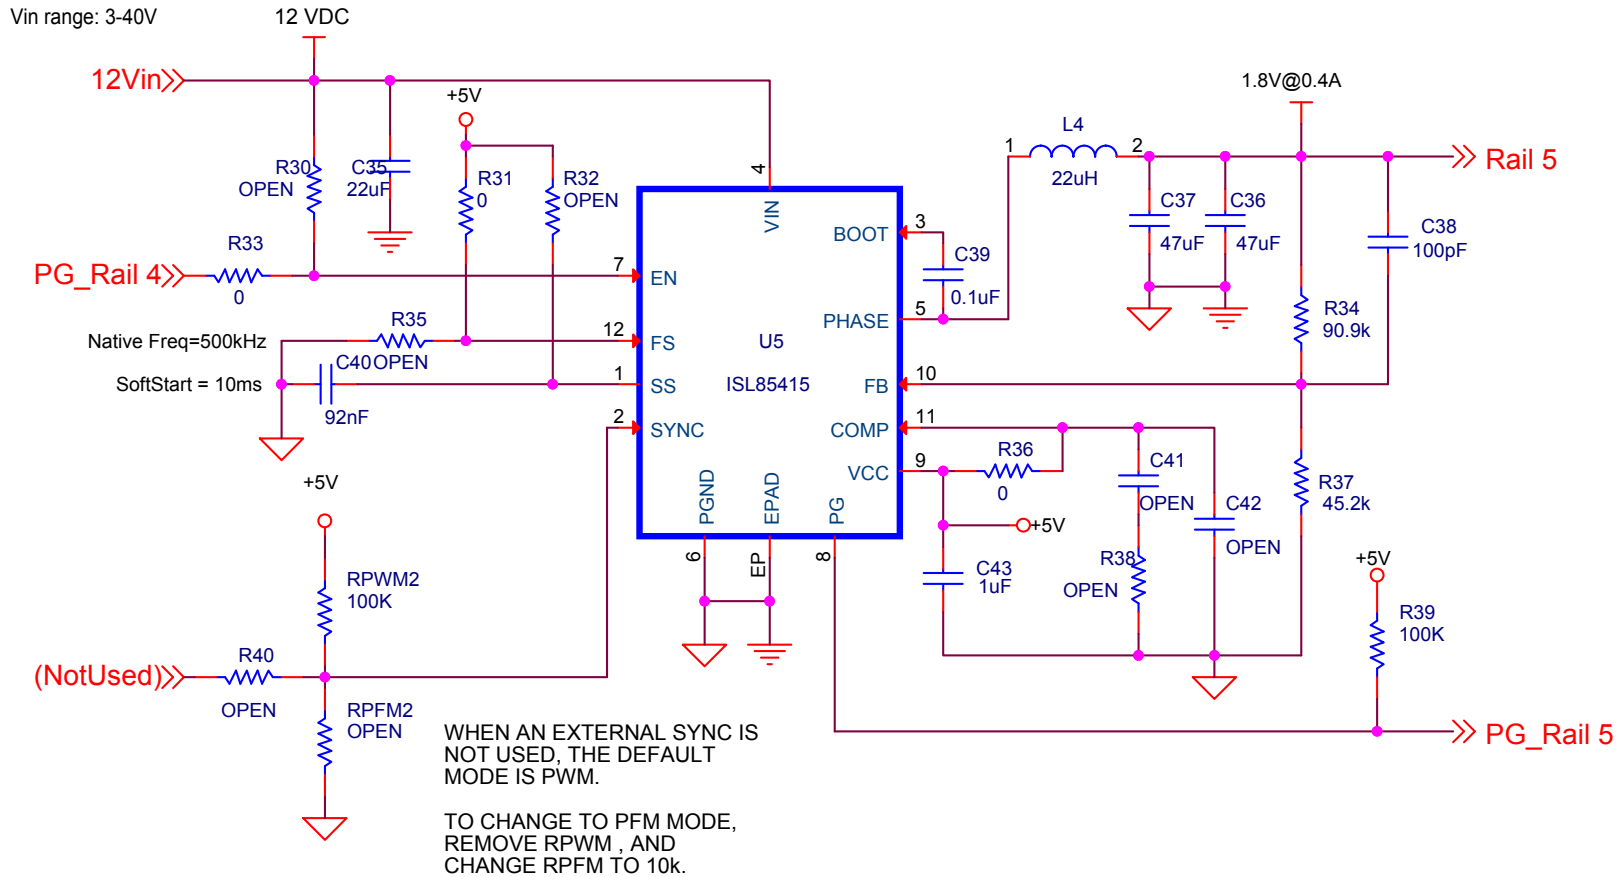 Vin range: 3-40V
12 VDC
12Vin
+5V
1.8V@0.4A
L4
1
2
22uH
Rail 5
R30
OPEN
C35
22uF
R31
0
R32
OPEN
4
VIN
BOOT
3
C37
47uF
C36
47uF
C38
100pF
R33
0
PG_Rail 4
7
EN
C39
0.1uF
PHASE
5
R34
90.9k
Native Freq=500kHz
R35
OPEN
12
FS
U5
ISL85415
SoftStart = 10ms
C40
92nF
1
SS
FB
10
2
SYNC
COMP
11
VCC
9
R36
0
C41
OPEN
C42
OPEN
R37
45.2k
PGND
EPAD
PG
6
EP
8
+5V
+5V
C43
1uF
R38
OPEN
+5V
RPWM2
100K
R39
100K
(NotUsed)
R40
OPEN
RPFM2
OPEN
PG_Rail 5
WHEN AN EXTERNAL SYNC IS
NOT USED, THE DEFAULT
MODE IS PWM.
TO CHANGE TO PFM MODE,
REMOVE RPWM , AND
CHANGE RPFM TO 10k.